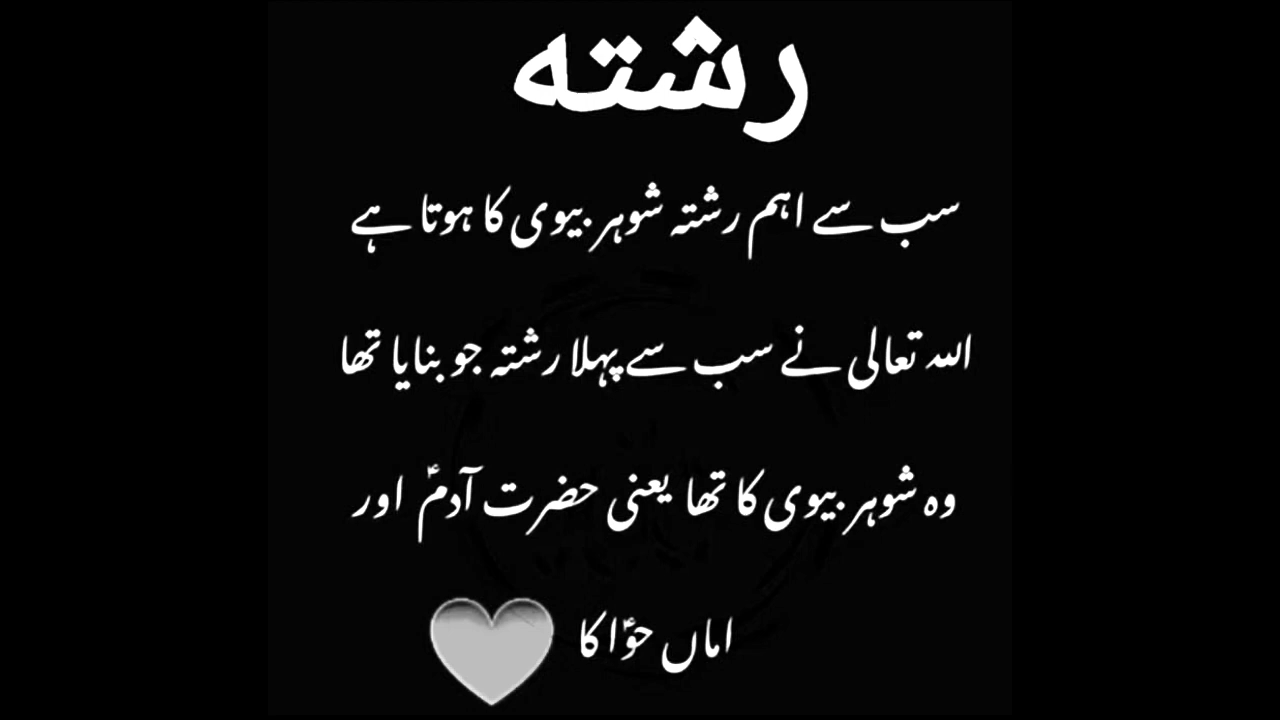 رشتہ
سب سے اہم رشتہ شوہر بیوی کا ہوتا ہے
اللہ تعالی نے سب سے پہلا رشتہ جو بنایا تھا
وہ شوہر بیوی کا تھا یعنی حضرت آدمؑ اور
اماں حوّؑا کا